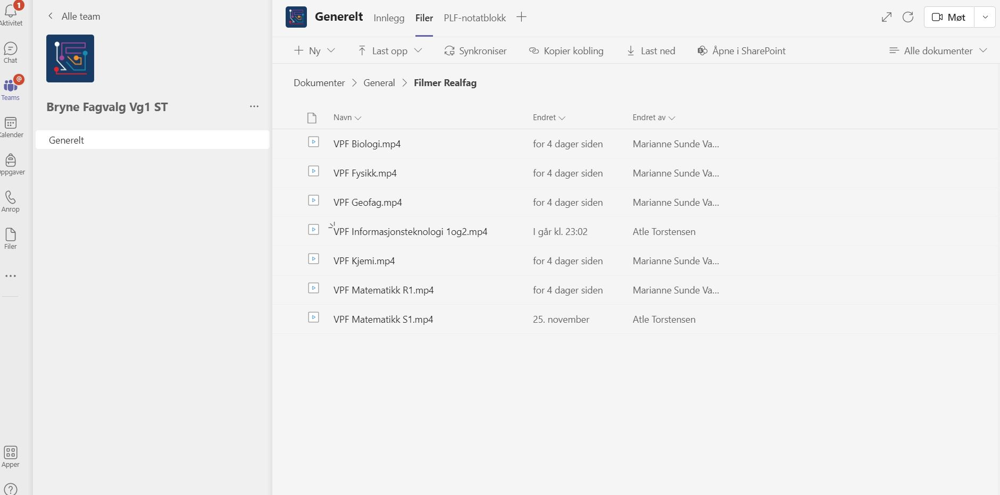 1
Aktivitet
Chat
@
Teams
Kalender
Oppgaver
Anrop
Filer
Apper
Alle team
Bryne Fagvalg Vg1 ST
Generelt
Generelt Innlegg Filer PLF-notatblokk
Møt
Ny Last opp Synkroniser Kopier kobling Last ned Åpne i SharePoint Alle dokumenter
Dokumenter > General > Filmer Realfag
Navn Endret Endret av
VPF Biologi.mp4 for 4 dager siden Marianne Sunde Va...
VPF Fysikk.mp4 for 4 dager siden Marianne Sunde Va...
VPF Geofag.mp4 for 4 dager siden Marianne Sunde Va...
VPF Informasjonsteknologi 1og2.mp4 I går kl. 23:02 Atle Torstensen
VPF Kjemi.mp4 for 4 dager siden Marianne Sunde Va...
VPF Matematikk R1.mp4 for 4 dager siden Marianne Sunde Va...
VPF Matematikk S1.mp4 25. november Atle Torstensen